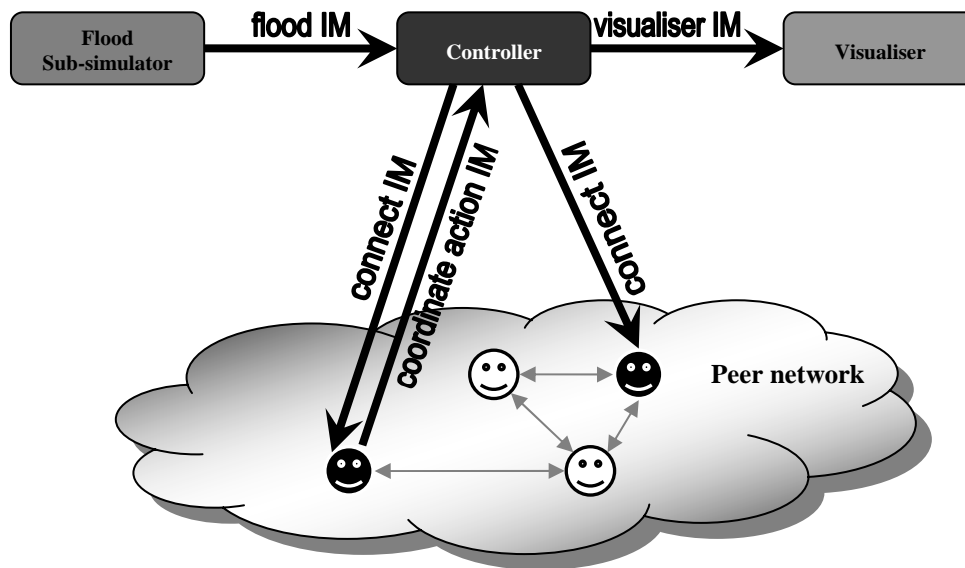 flood IM
visualiser IM
Flood
Sub-simulator
Controller
Visualiser
connect IM
coordinate action IM
connect IM
Peer network